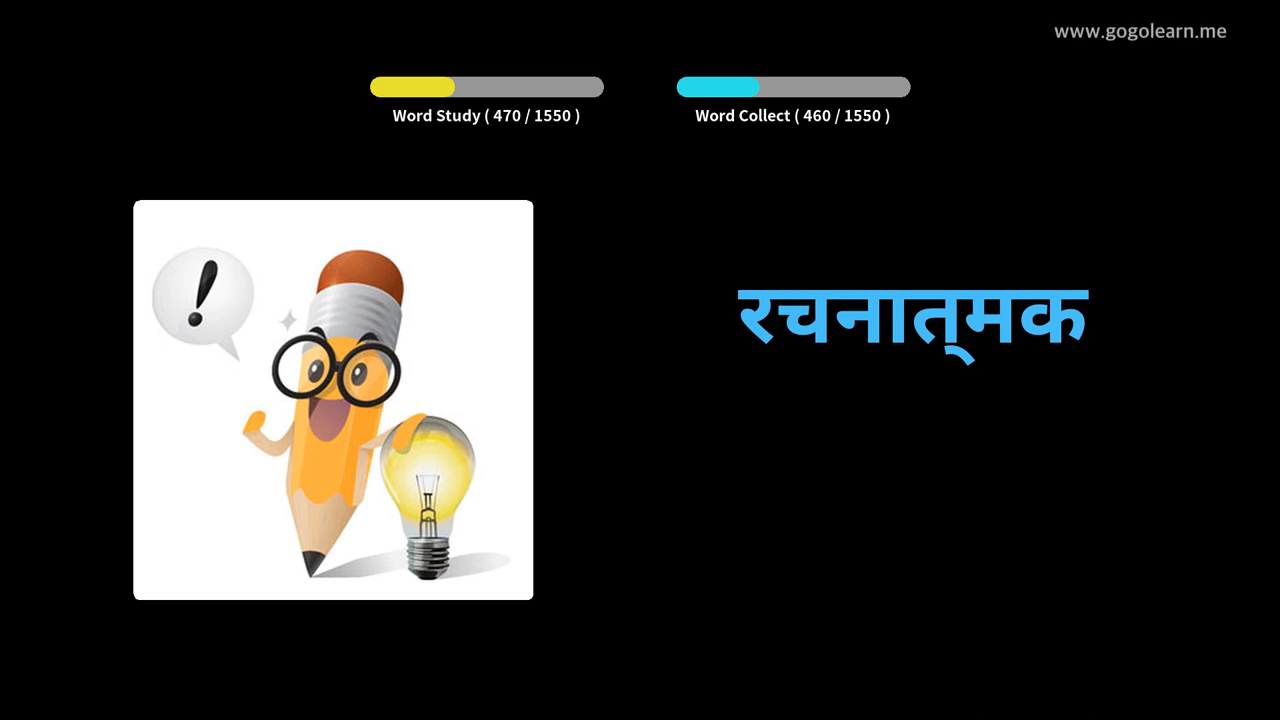 www.gogolearn.me
Word Study ( 470 / 1550 )
Word Collect ( 460 / 1550 )
!
रचनात्‌मक